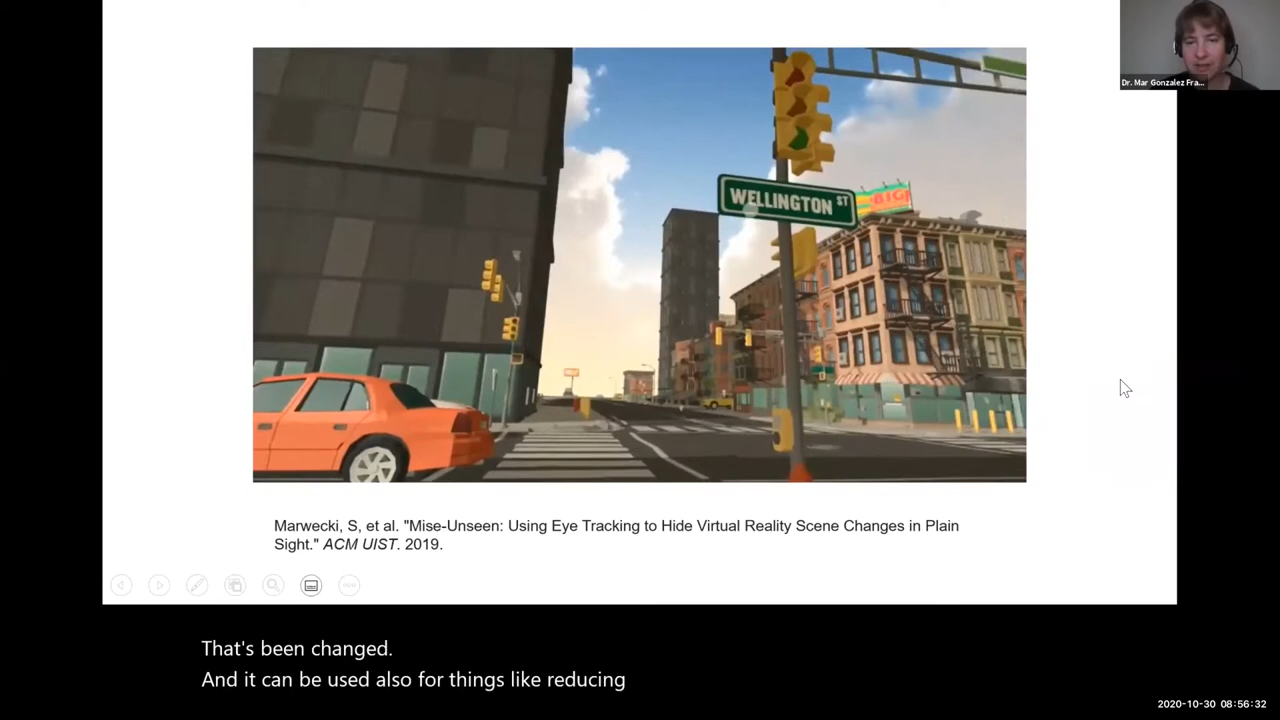 Dr. Mar Gonzalez Fra...
WELLINGTON ST
BIG
Marwecki, S, et al. "Mise-Unseen: Using Eye Tracking to Hide Virtual Reality Scene Changes in Plain
Sight." ACM UIST. 2019.
That's been changed.
And it can be used also for things like reducing
2020-10-30 08:56:32